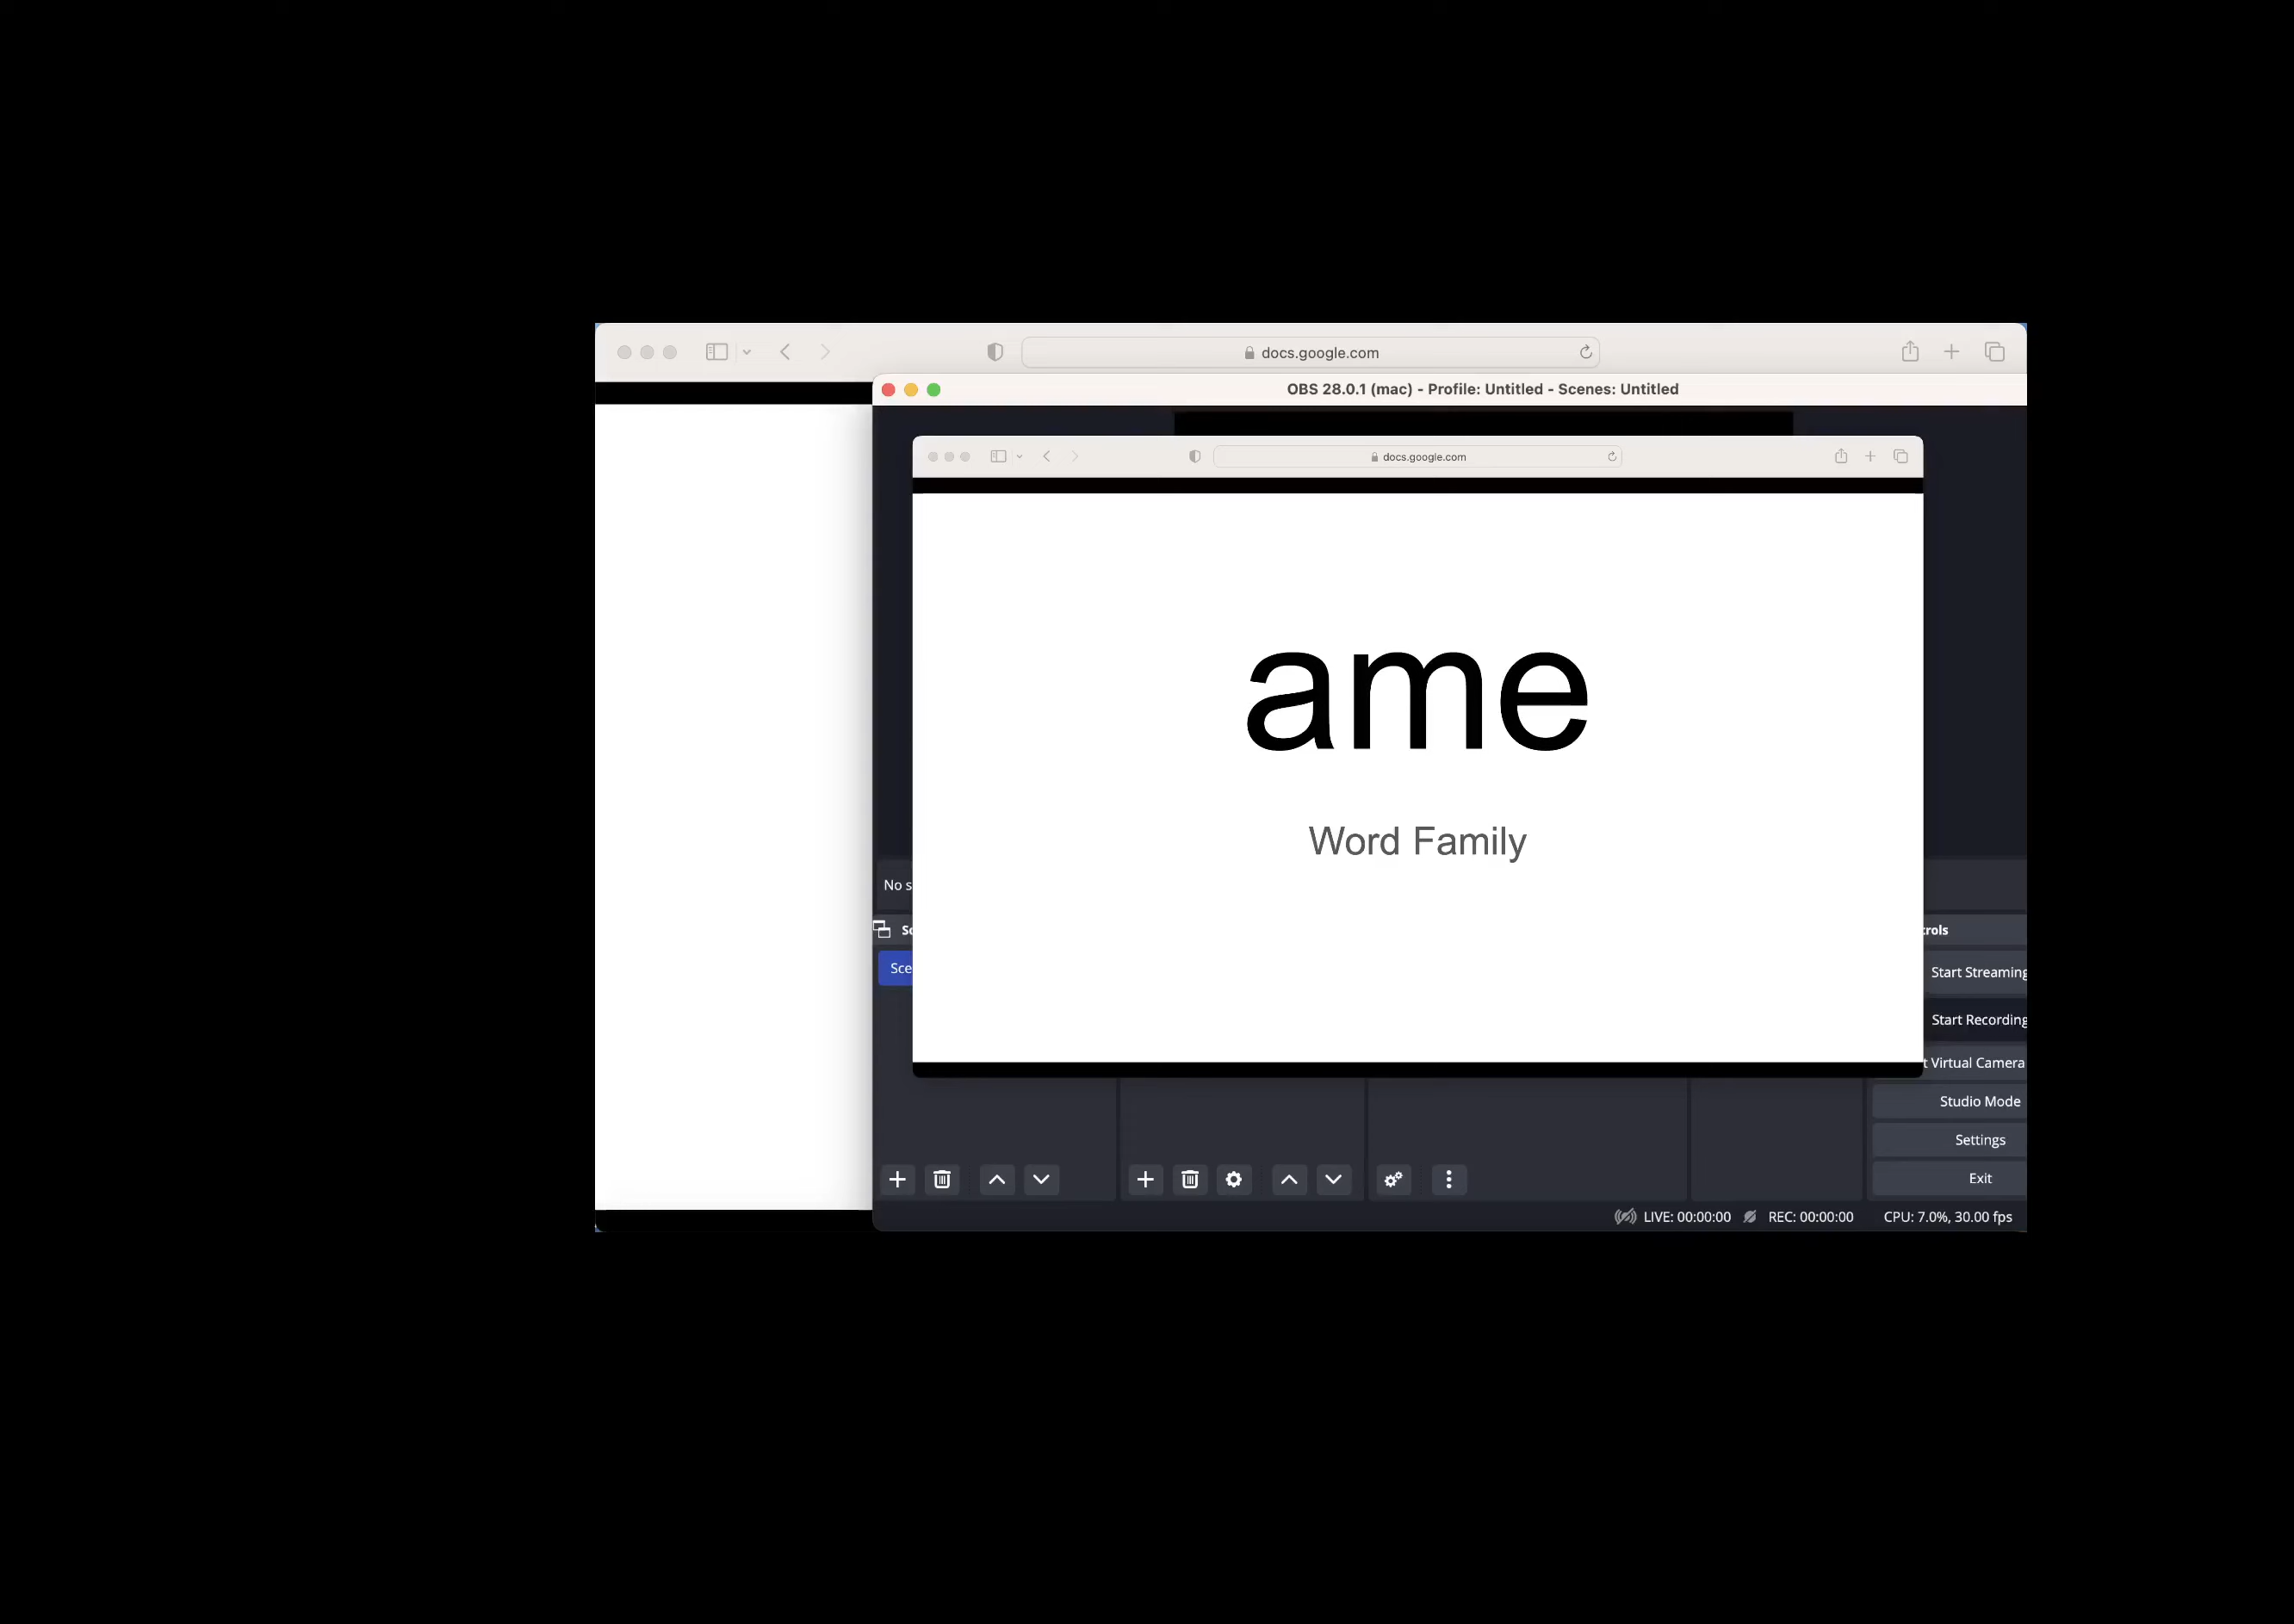 docs.google.com
OBS 28.0.1 (mac) - Profile: Untitled - Scenes: Untitled
docs.google.com
ame
Word Family
No s
Sc
Sce
trols
Start Streaming
Start Recording
t Virtual Camera
Studio Mode
Settings
Exit
LIVE: 00:00:00 REC: 00:00:00 CPU: 7.0%, 30.00 fps